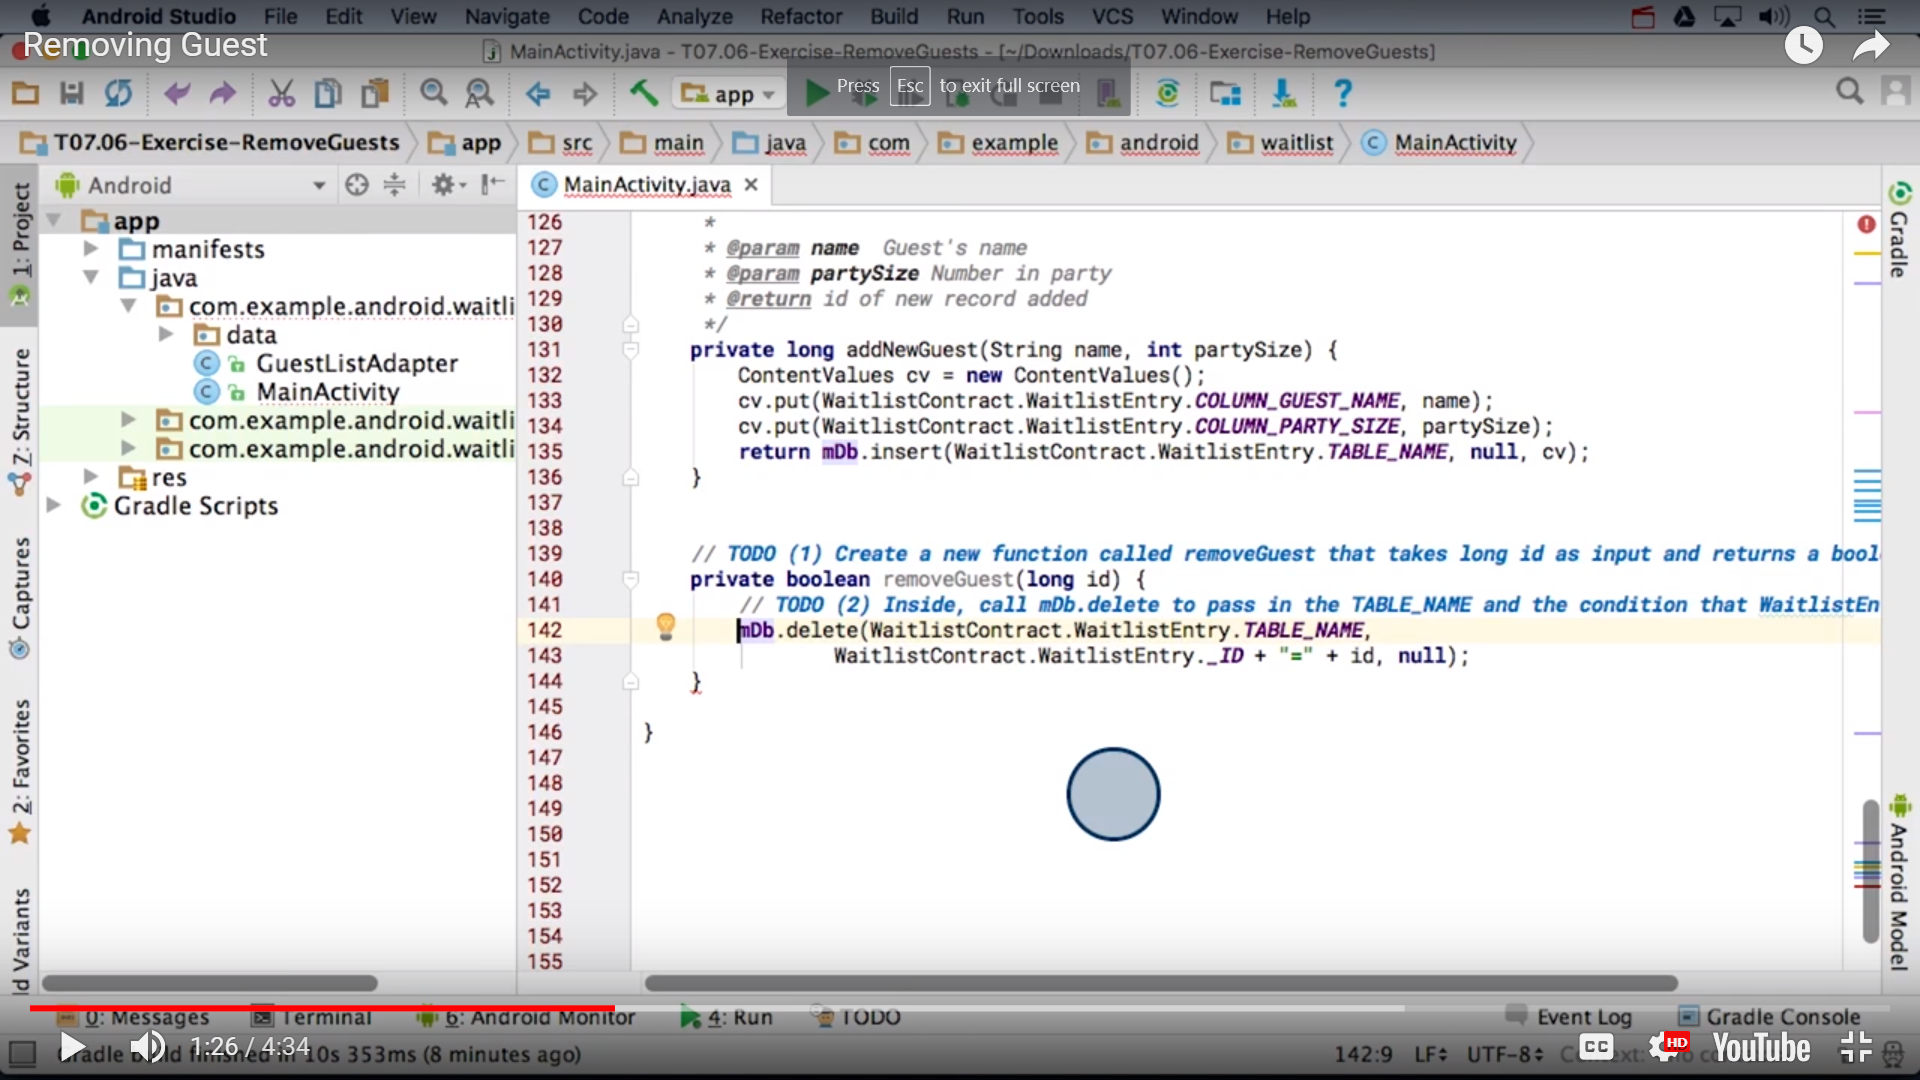 Android Studio File Edit View Navigate Code Analyze Refactor Build Run Tools VCS Window Help
Removing Guest
MainActivity.java - T07.06-Exercise-RemoveGuests - [~/Downloads/T07.06-Exercise-RemoveGuests]
app
Press Esc to exit full screen
?
T07.06-Exercise-RemoveGuests app src main java com example android waitlist MainActivity
Android
MainActivity.java
1: Project
Z: Structure
Captures
2: Favorites
ld Variants
app
manifests
java
com.example.android.waitli
data
GuestListAdapter
MainActivity
com.example.android.waitli
com.example.android.waitli
res
Gradle Scripts
126 *
127 * @param name Guest's name
128 * @param partySize Number in party
129 * @return id of new record added
130 */
131 private long addNewGuest(String name, int partySize) {
132 ContentValues cv = new ContentValues();
133 cv.put(WaitlistContract.WaitlistEntry.COLUMN_GUEST_NAME, name);
134 cv.put(WaitlistContract.WaitlistEntry.COLUMN_PARTY_SIZE, partySize);
135 return mDb.insert(WaitlistContract.WaitlistEntry.TABLE_NAME, null, cv);
136 }
137
138
139 // TODO (1) Create a new function called removeGuest that takes long id as input and returns a bool
140 private boolean removeGuest(long id) {
141 // TODO (2) Inside, call mDb.delete to pass in the TABLE_NAME and the condition that WaitlistEn
142 mDb.delete(WaitlistContract.WaitlistEntry.TABLE_NAME,
143 WaitlistContract.WaitlistEntry._ID + "=" + id, null);
144 }
145
146 }
147
148
149
150
151
152
153
154
155
Gradle
Android Model
0: Messages Terminal 6: Android Monitor 4: Run TODO Event Log Gradle Console
Gradle build finished in 10s 353ms (8 minutes ago)
1:26 / 4:34
142:9 LF UTF-8 Context:
CC HD YouTube